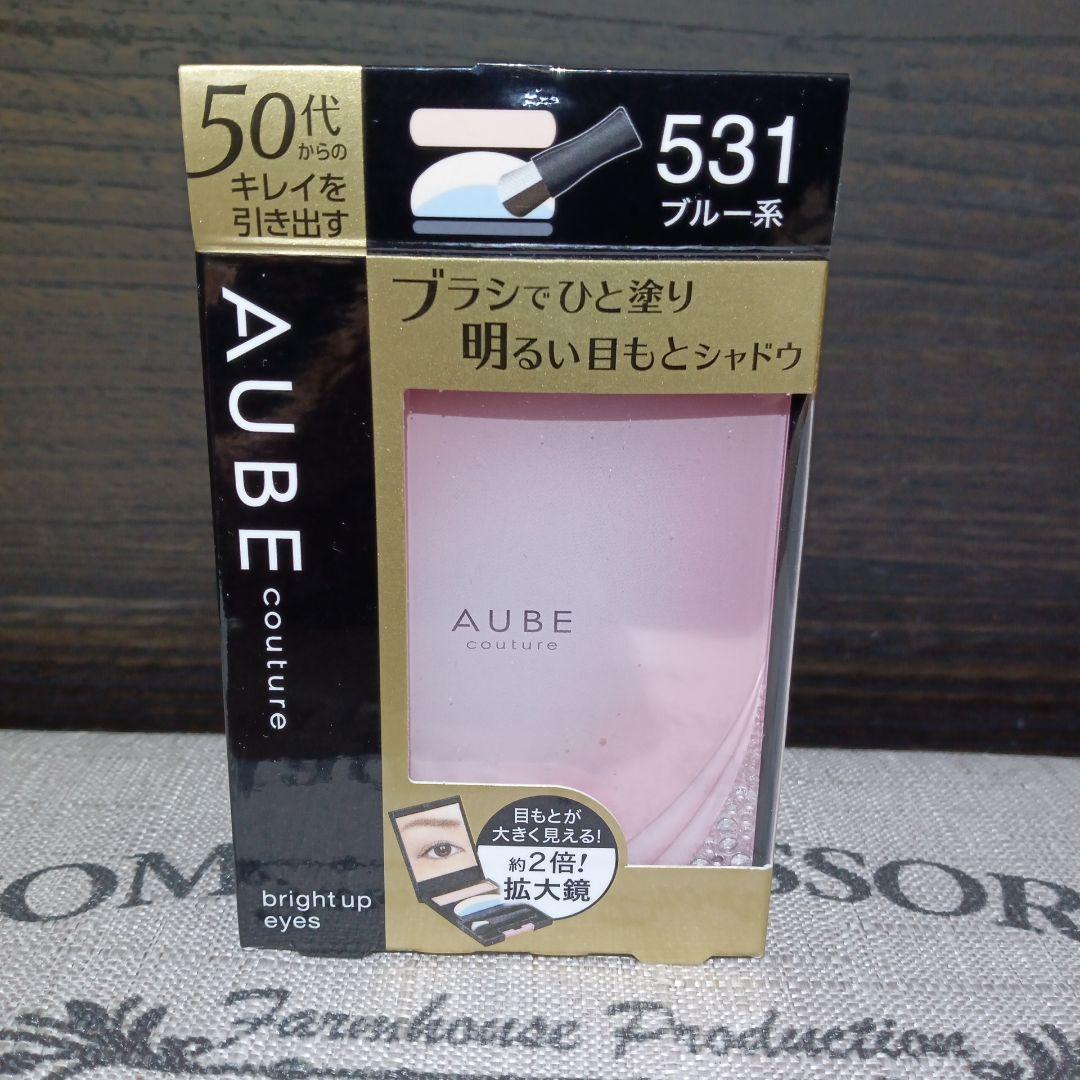 50代
からの
キレイを
引き出す
531
ブルー系
AUBE
couture
bright up
eyes
ブラシでひと塗り
明るい目もとシャドウ
AUBE
couture
目もとが
大きく見える!
約2倍!
拡大鏡
OM
SSOR
Farmhouse Production